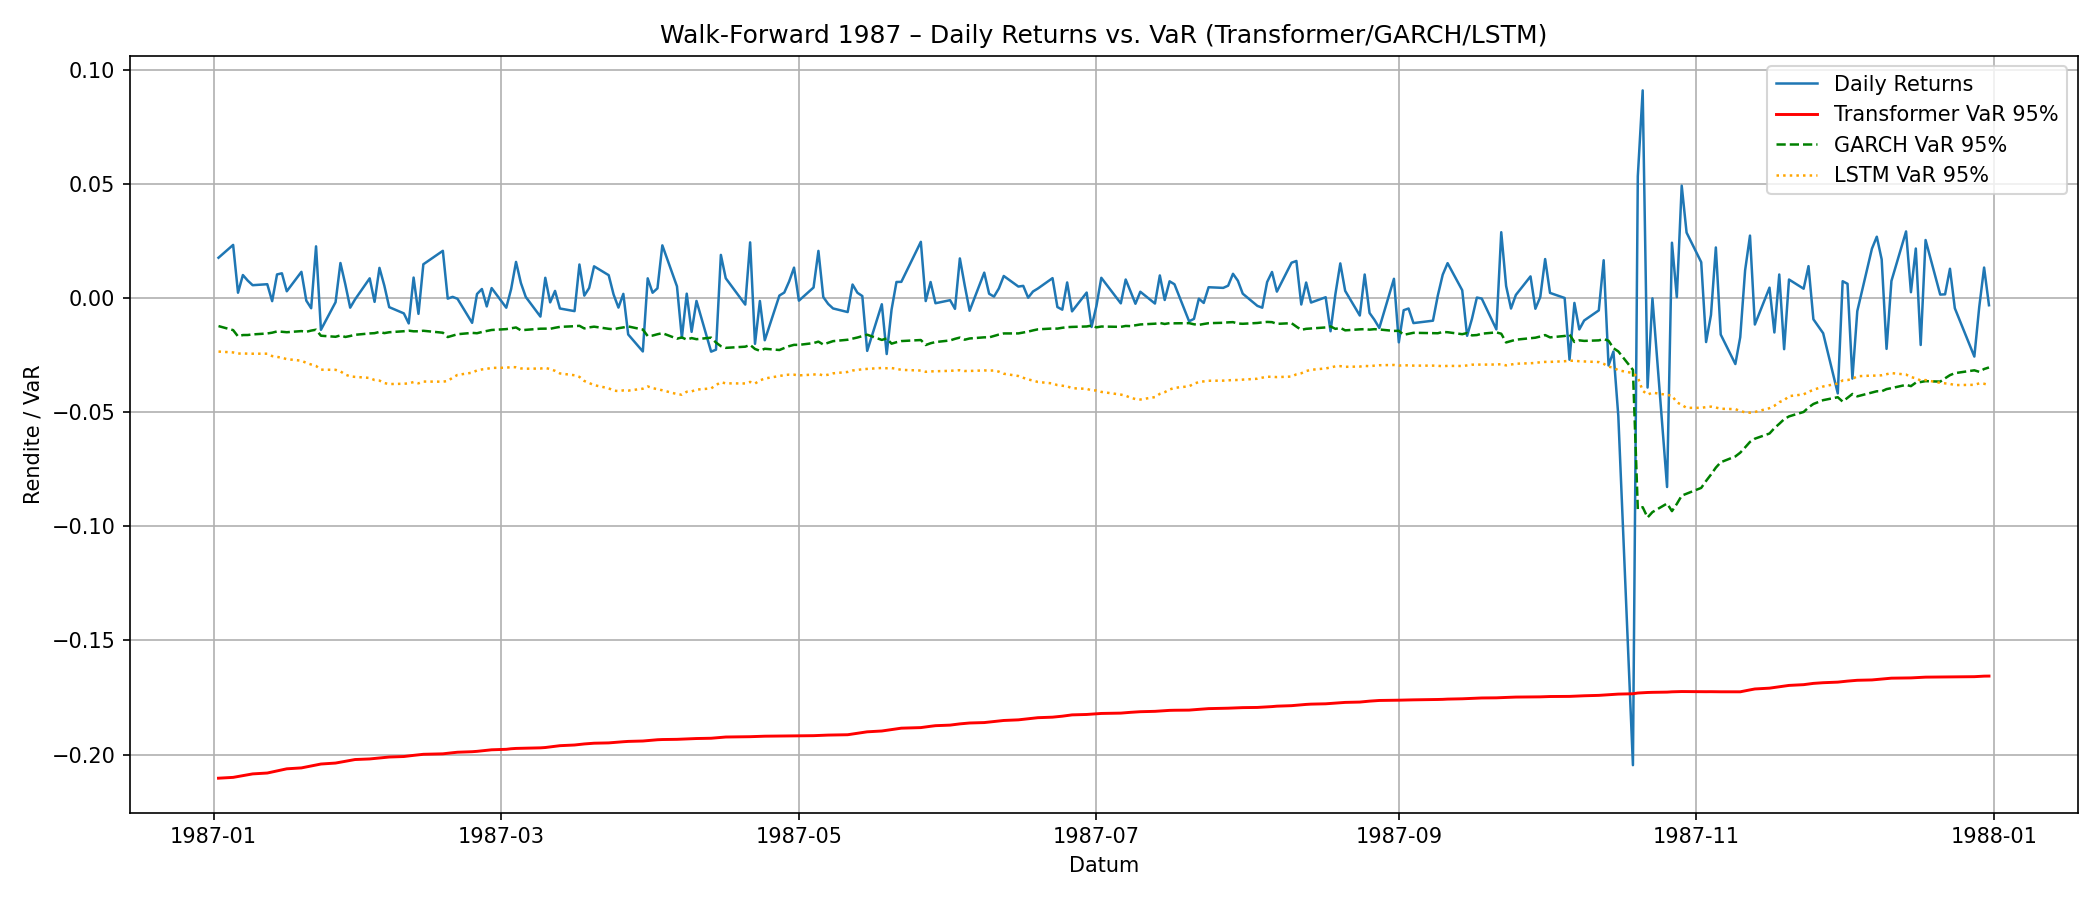 Walk-Forward 1987 – Daily Returns vs. VaR (Transformer/GARCH/LSTM)
Daily Returns
Transformer VaR 95%
GARCH VaR 95%
LSTM VaR 95%
Rendite / VaR
0.10
0.05
0.00
−0.05
−0.10
−0.15
−0.20
1987-01 1987-03 1987-05 1987-07 1987-09 1987-11 1988-01
Datum